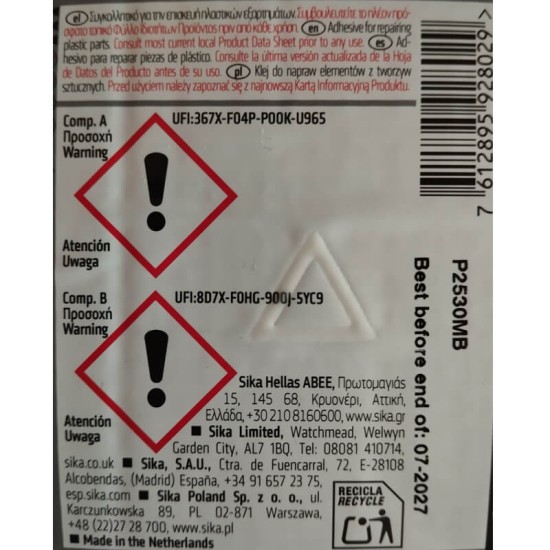 el Συγκολλητικό για την επισκευή πλαστικών εξαρτημάτων. Συμβουλευτείτε το πλέον πρό-
σφατο τοπικό Φύλλο Ιδιοτήτων Προϊόντος πριν από κάθε χρήση. en Adhesive for repairing
plastic parts. Consult most current local Product Data Sheet prior to any use. es Ad-
hesivo para reparar piezas de plástico. Consulte la última versión actualizada de la Hoja
de Datos del Producto antes de su uso. pl Klej do napraw elementów z tworzyw
sztucznych. Przed użyciem należy zapoznać się z najnowszą Kartą Informacyjną Produktu.
Comp. A
Προσοχή
Warning
UFI:367X-F04P-P00K-U965
Atención
Uwaga
Comp. B
Προσοχή
Warning
UFI:8D7X-F0HG-900J-5YC9
Atención
Uwaga
Sika Hellas ABEE, Πρωτομαγιάς
15, 145 68, Κρυονέρι, Αττική,
Ελλάδα, +30 210 8160600, www.sika.gr
■ Sika Limited, Watchmead, Welwyn
Garden City, AL7 1BQ, Tel: 08081 410714,
sika.co.uk ■ Sika, S.A.U., Ctra. de Fuencarral, 72, E-28108
Alcobendas, (Madrid) España, +34 91 657 23 75,
esp.sika.com ■ Sika Poland Sp. z o. o., ul.
Karczunkowska 89, PL 02-871 Warszawa,
+48 (22)27 28 700, www.sika.pl
■ Made in the Netherlands
RECICLA
RECYCLE
7 612895 928029 >
P2530MB
Best before end of: 07-2027